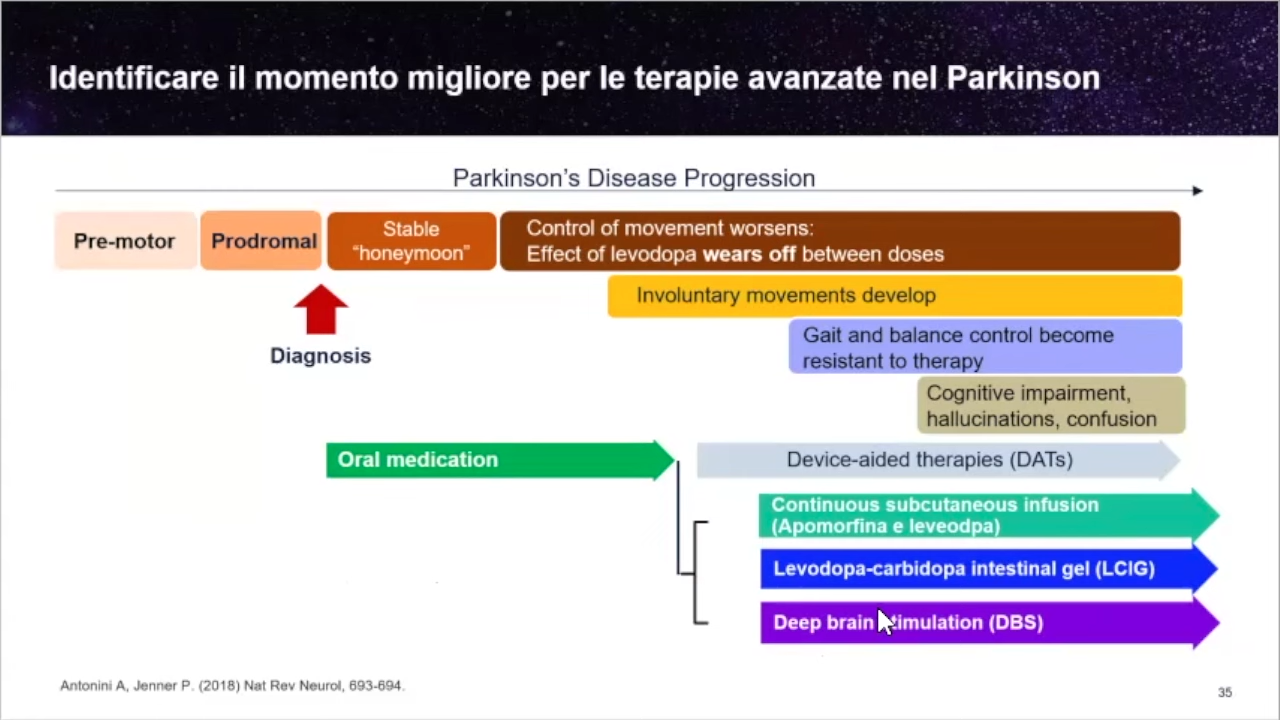 Identificare il momento migliore per le terapie avanzate nel Parkinson
Parkinson's Disease Progression
Pre-motor
Prodromal
Stable
"honeymoon"
Control of movement worsens:
Effect of levodopa wears off between doses
Involuntary movements develop
Diagnosis
Gait and balance control become
resistant to therapy
Cognitive impairment,
hallucinations, confusion
Oral medication
Device-aided therapies (DATs)
Continuous subcutaneous infusion
(Apomorfina e leveodpa)
Levodopa-carbidopa intestinal gel (LCIG)
Deep brain stimulation (DBS)
Antonini A, Jenner P. (2018) Nat Rev Neurol, 693-694.
35